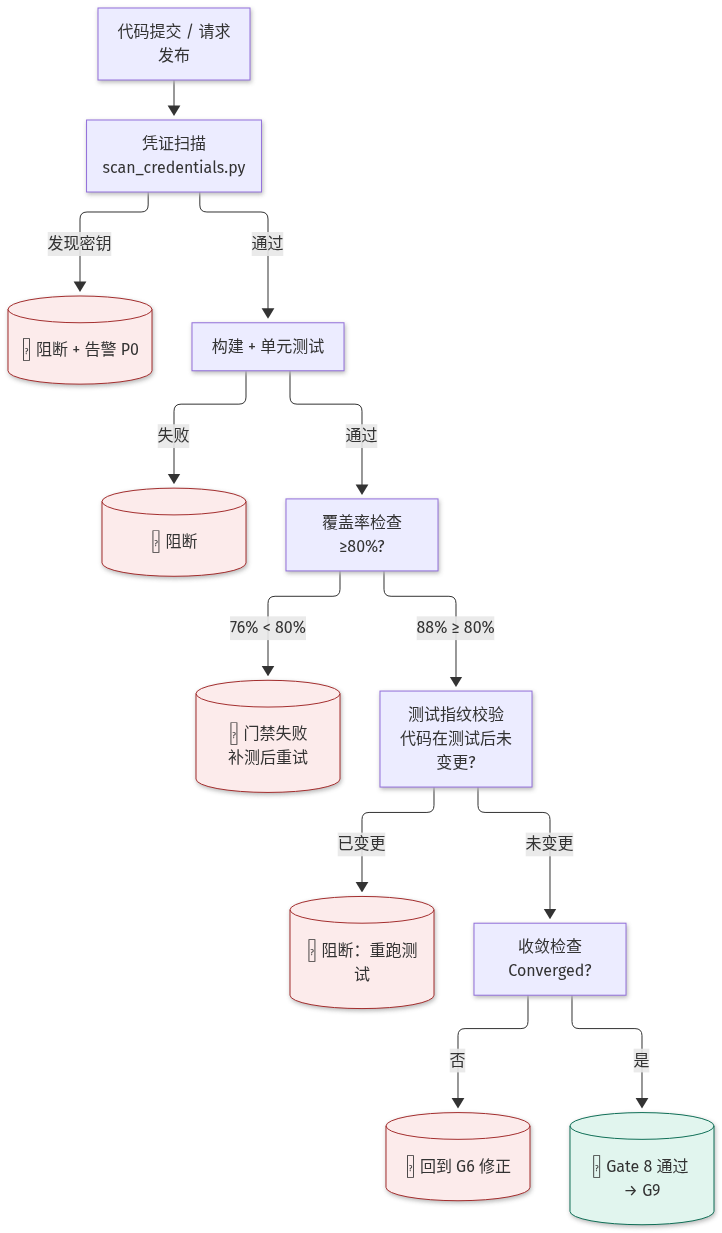 代码提交 / 请求
发布
凭证扫描
scan_credentials.py
发现密钥
通过
阻断 + 告警 P0
构建 + 单元测试
失败
通过
阻断
覆盖率检查
≥80%?
76% < 80%
88% ≥ 80%
门禁失败
补测后重试
测试指纹校验
代码在测试后未
变更?
已变更
未变更
阻断：重跑测
试
收敛检查
Converged?
否
是
回到 G6 修正
Gate 8 通过
→ G9